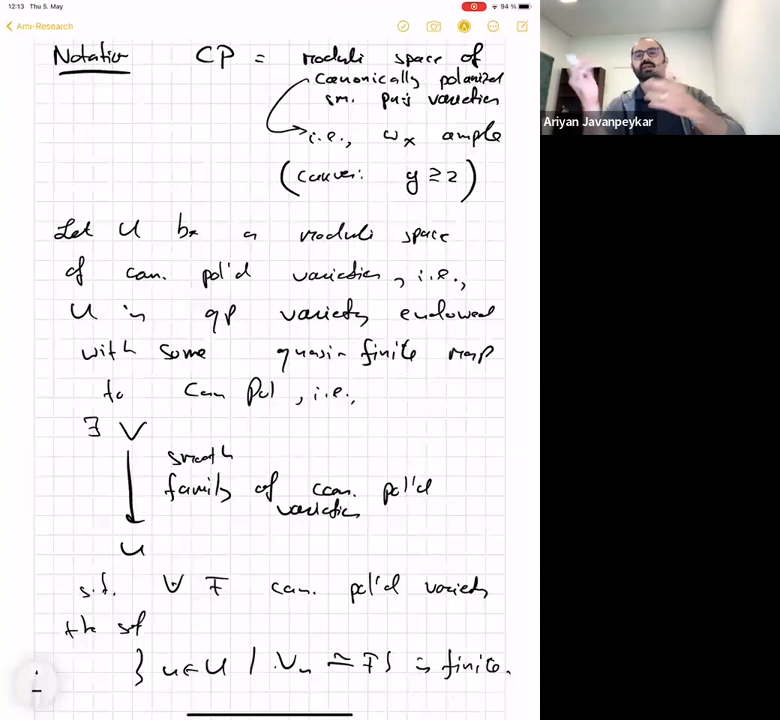 12:13 Thu 5. May
94 %
Ami-Research
Notation CP = moduli space of
canonically polarized
sm. proj varieties
i.e., ω_X ample
(curves: g ≥ 2)
Let U be a moduli space
of can. pol'd varieties, i.e.,
U is qp variety endowed
with some quasi-finite map
to Can Pol, i.e.,
∃ V
smooth
family of can. pol'd
varieties
U
s.t. ∀ F can. pol'd variety
the set
{ u ∈ U | V_u ≃ F } is finite.
Ariyan Javanpeykar